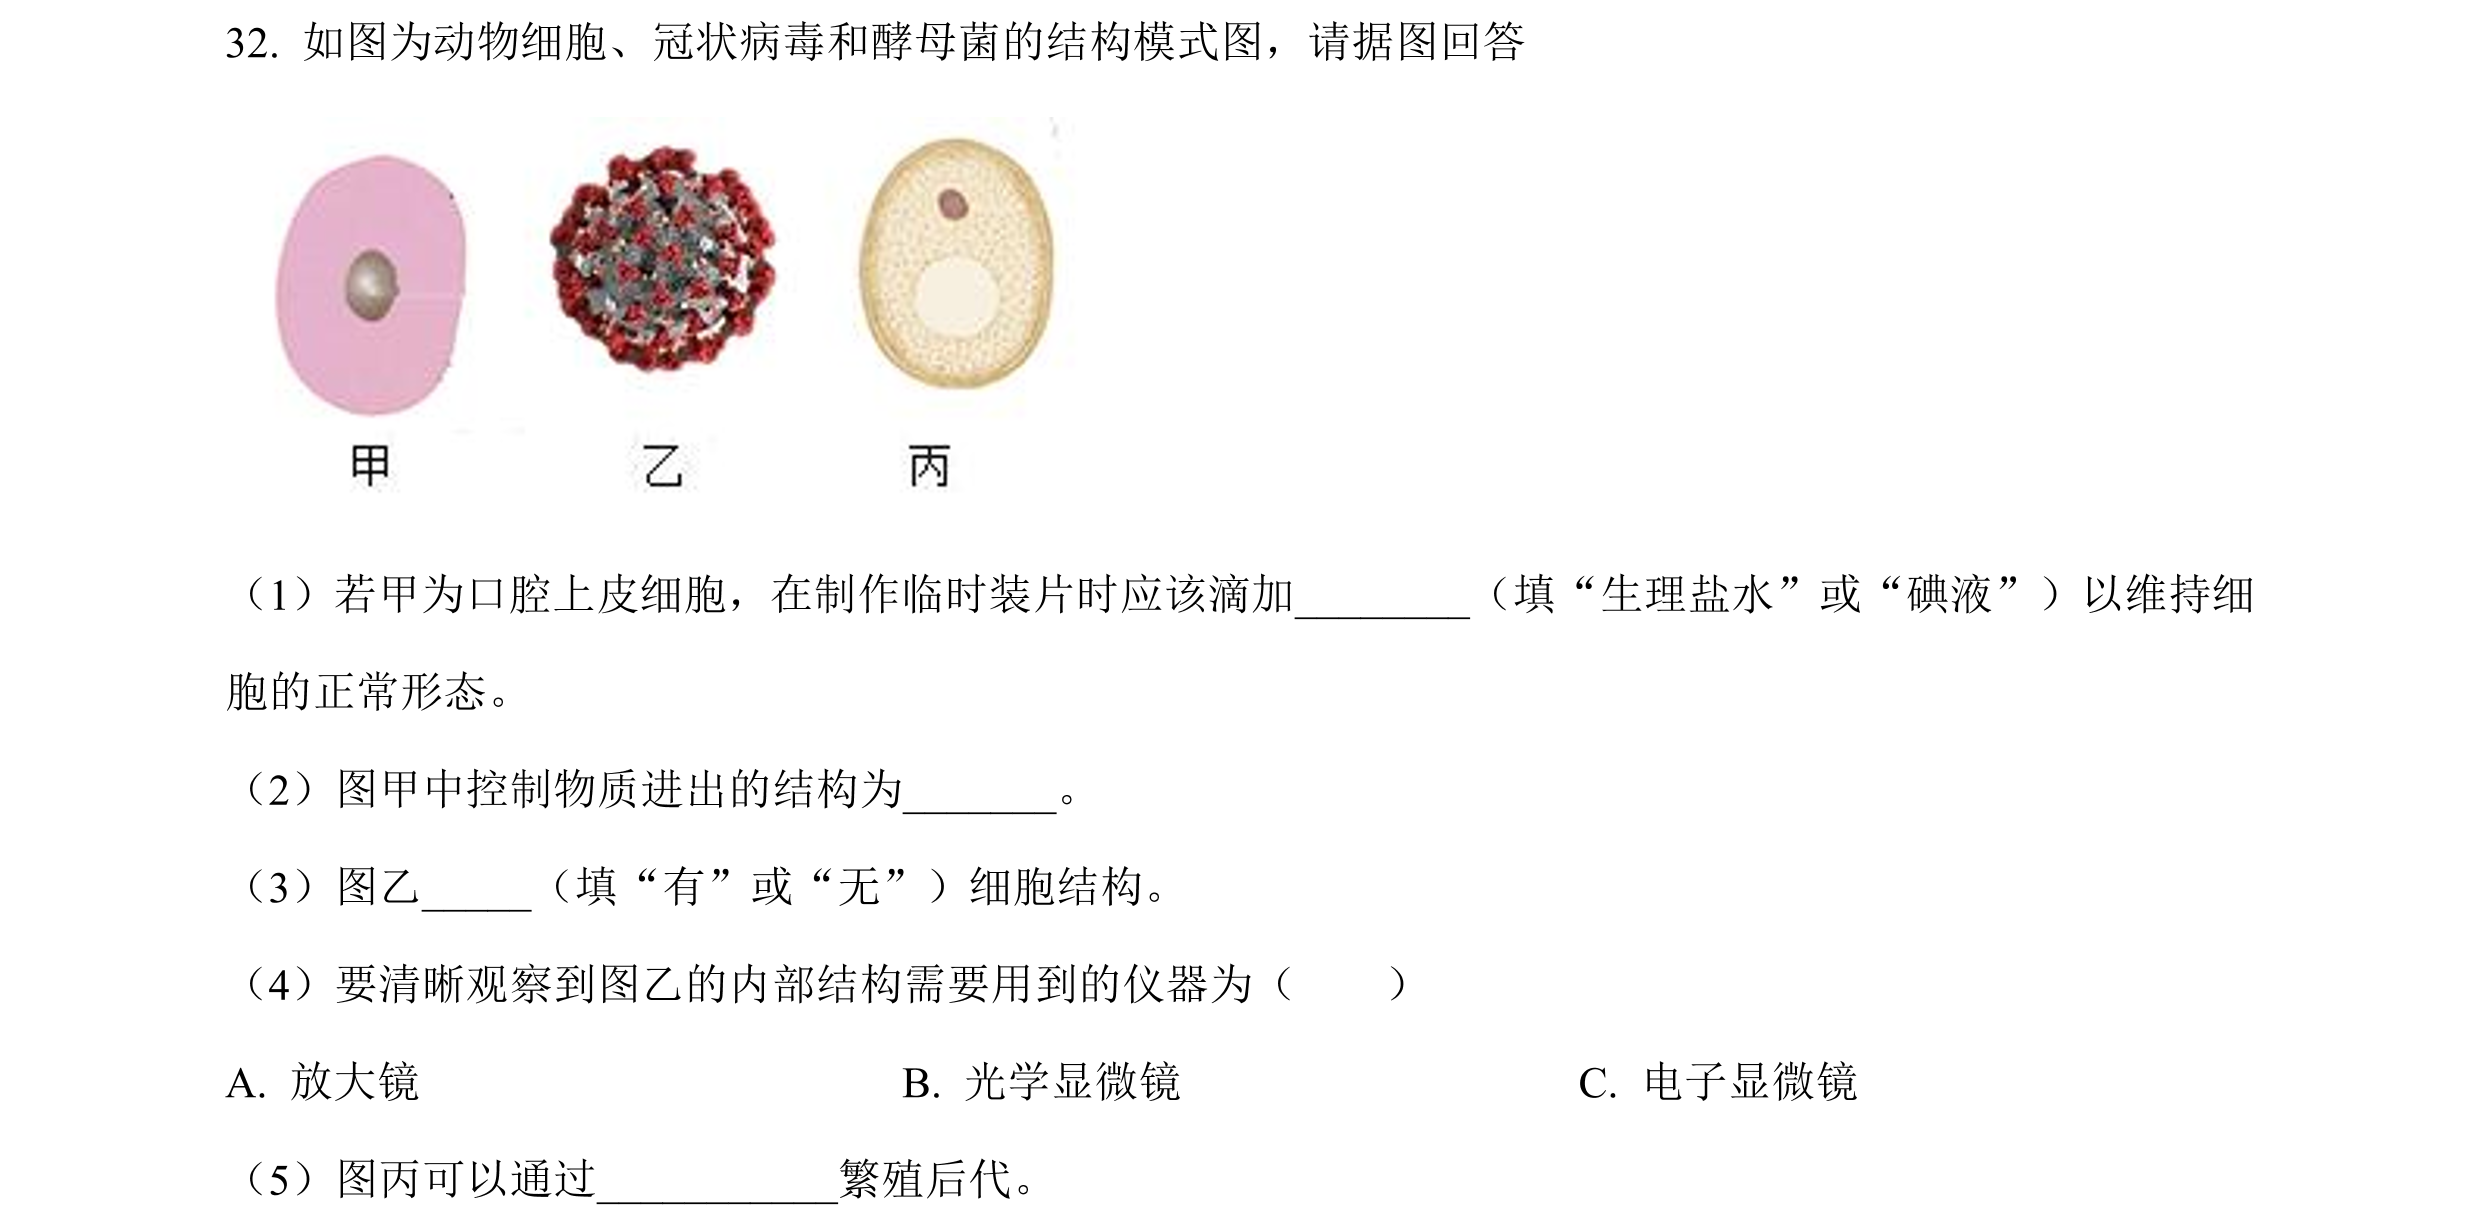 32. 如图为动物细胞、冠状病毒和酵母菌的结构模式图，请据图回答
甲 乙 丙
（1）若甲为口腔上皮细胞，在制作临时装片时应该滴加________（填“生理盐水”或“碘液”）以维持细
胞的正常形态。
（2）图甲中控制物质进出的结构为_______。
（3）图乙_____（填“有”或“无”）细胞结构。
（4）要清晰观察到图乙的内部结构需要用到的仪器为（　　）
A. 放大镜 B. 光学显微镜 C. 电子显微镜
（5）图丙可以通过___________繁殖后代。